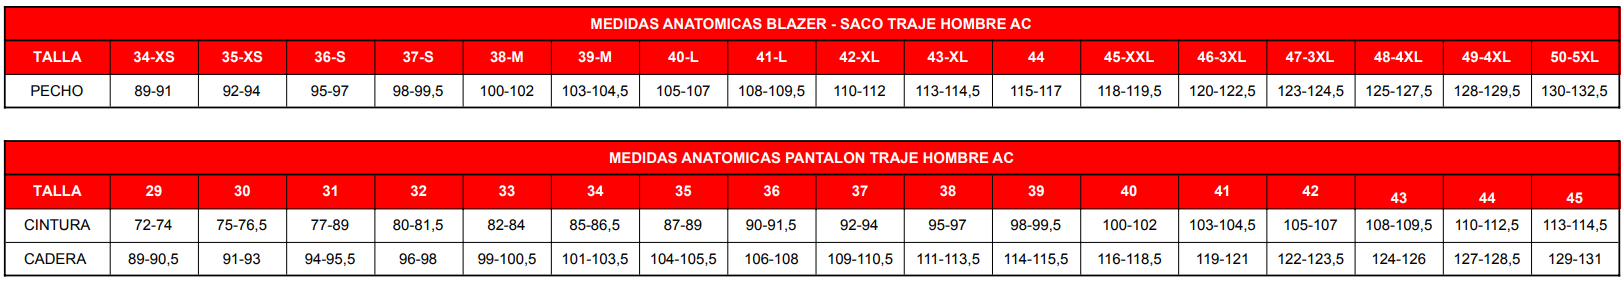 MEDIDAS ANATOMICAS BLAZER - SACO TRAJE HOMBRE AC
TALLA 34-XS 35-XS 36-S 37-S 38-M 39-M 40-L 41-L 42-XL 43-XL 44 45-XXL 46-3XL 47-3XL 48-4XL 49-4XL 50-5XL
PECHO 89-91 92-94 95-97 98-99,5 100-102 103-104,5 105-107 108-109,5 110-112 113-114,5 115-117 118-119,5 120-122,5 123-124,5 125-127,5 128-129,5 130-132,5
MEDIDAS ANATOMICAS PANTALON TRAJE HOMBRE AC
TALLA 29 30 31 32 33 34 35 36 37 38 39 40 41 42 43 44 45
CINTURA 72-74 75-76,5 77-89 80-81,5 82-84 85-86,5 87-89 90-91,5 92-94 95-97 98-99,5 100-102 103-104,5 105-107 108-109,5 110-112,5 113-114,5
CADERA 89-90,5 91-93 94-95,5 96-98 99-100,5 101-103,5 104-105,5 106-108 109-110,5 111-113,5 114-115,5 116-118,5 119-121 122-123,5 124-126 127-128,5 129-131